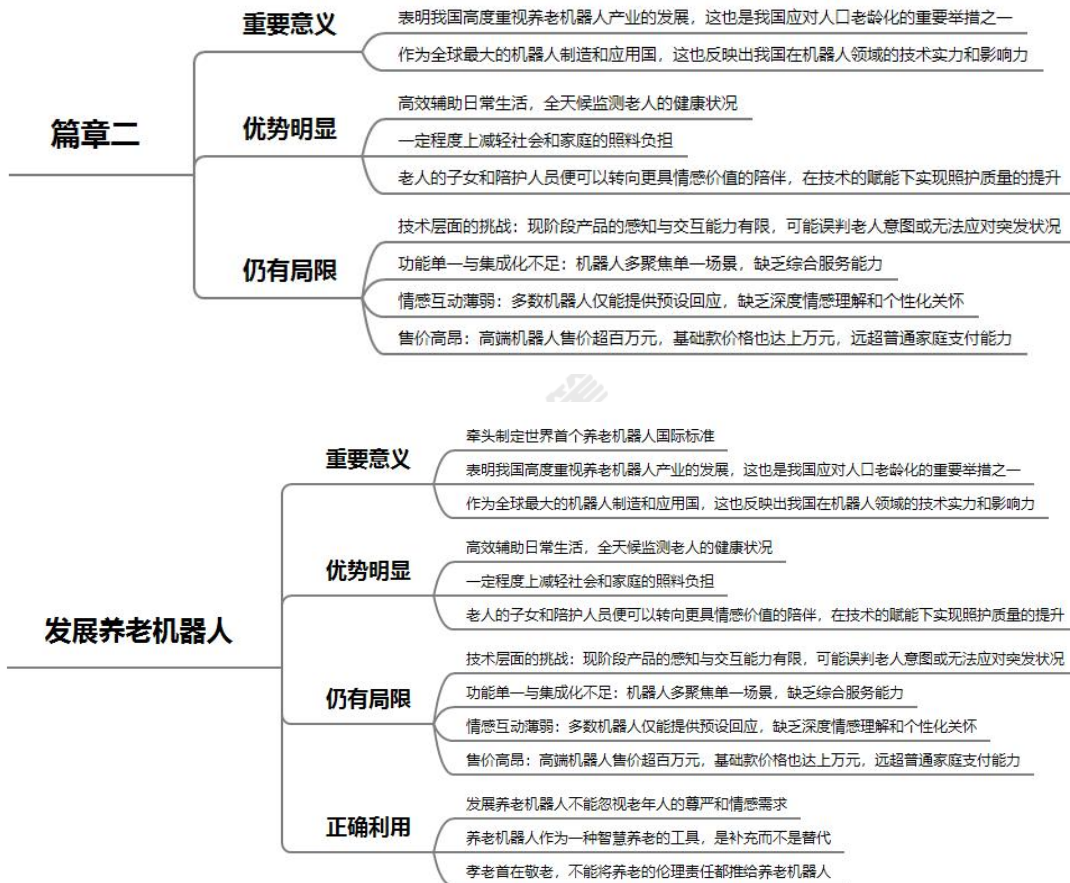 篇章二
重要意义
表明我国高度重视养老机器人产业的发展，这也是我国应对人口老龄化的重要举措之一
作为全球最大的机器人制造和应用国，这也反映出我国在机器人领域的技术实力和影响力
优势明显
高效辅助日常生活，全天候监测老人的健康状况
一定程度上减轻社会和家庭的照料负担
老人的子女和陪护人员便可以转向更具情感价值的陪伴，在技术的赋能下实现照护质量的提升
仍有局限
技术层面的挑战：现阶段产品的感知与交互能力有限，可能误判老人意图或无法应对突发状况
功能单一与集成化不足：机器人多聚焦单一场景，缺乏综合服务能力
情感互动薄弱：多数机器人仅能提供预设回应，缺乏深度情感理解和个性化关怀
售价高昂：高端机器人售价超百万元，基础款价格也达上万元，远超普通家庭支付能力
发展养老机器人
重要意义
牵头制定世界首个养老机器人国际标准
表明我国高度重视养老机器人产业的发展，这也是我国应对人口老龄化的重要举措之一
作为全球最大的机器人制造和应用国，这也反映出我国在机器人领域的技术实力和影响力
优势明显
高效辅助日常生活，全天候监测老人的健康状况
一定程度上减轻社会和家庭的照料负担
老人的子女和陪护人员便可以转向更具情感价值的陪伴，在技术的赋能下实现照护质量的提升
仍有局限
技术层面的挑战：现阶段产品的感知与交互能力有限，可能误判老人意图或无法应对突发状况
功能单一与集成化不足：机器人多聚焦单一场景，缺乏综合服务能力
情感互动薄弱：多数机器人仅能提供预设回应，缺乏深度情感理解和个性化关怀
售价高昂：高端机器人售价超百万元，基础款价格也达上万元，远超普通家庭支付能力
正确利用
发展养老机器人不能忽视老年人的尊严和情感需求
养老机器人作为一种智慧养老的工具，是补充而不是替代
孝老首在敬老，不能将养老的伦理责任都推给养老机器人